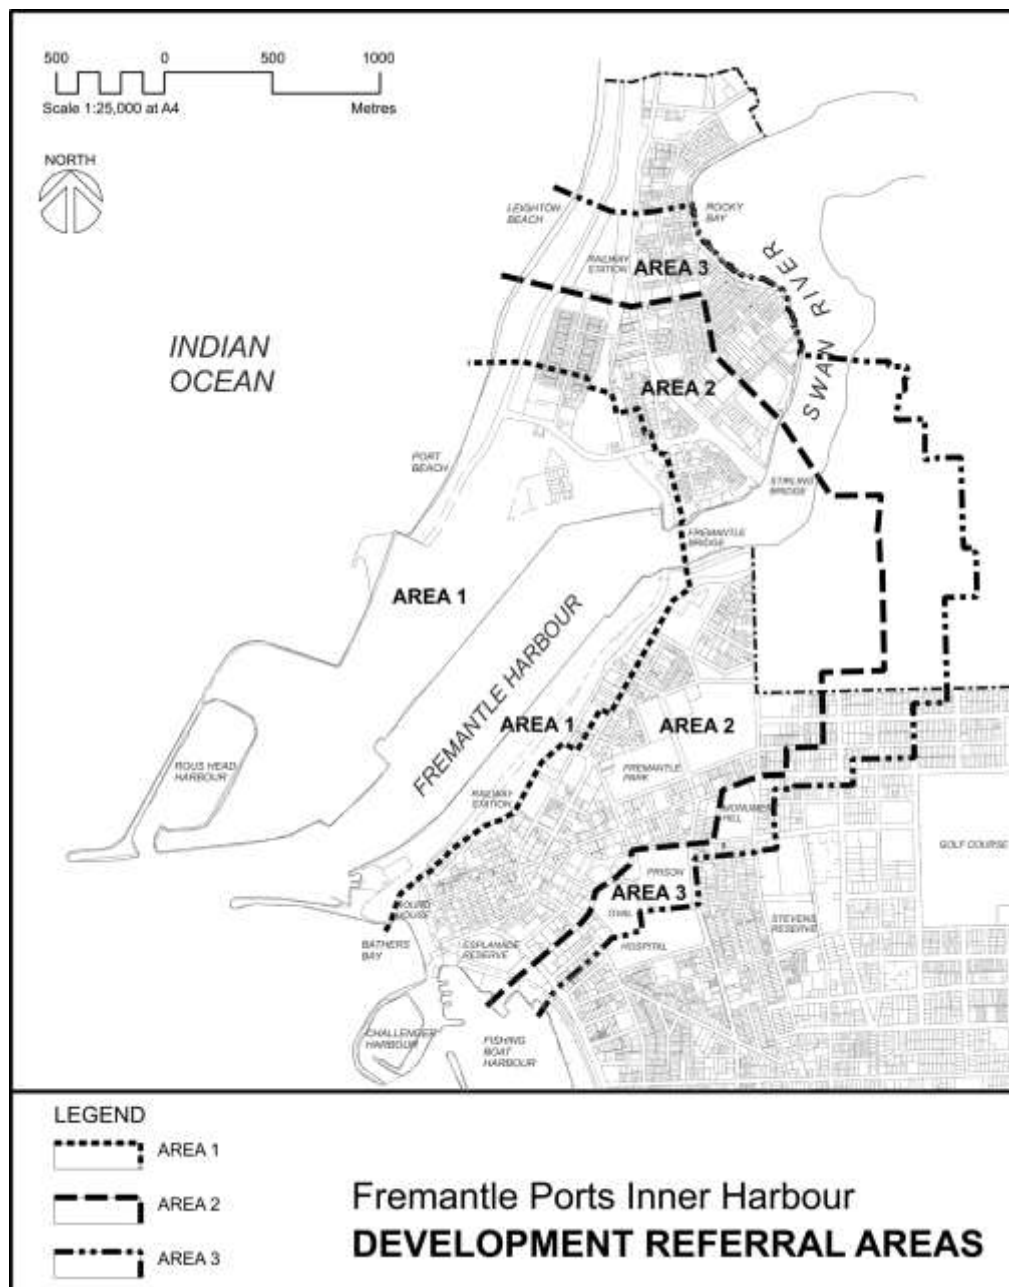 500 0 500 1000
Scale 1:25,000 at A4 Metres
NORTH
LEIGHTON
BEACH
ROCKY
BAY
RAILWAY
STATION
AREA 3
SWAN RIVER
INDIAN
OCEAN
AREA 2
PORT
BEACH
STIRLING
BRIDGE
FREMANTLE
BRIDGE
AREA 1
FREMANTLE HARBOUR
AREA 1
AREA 2
ROUS HEAD
HARBOUR
FREMANTLE
PARK
RAILWAY
STATION
MONUMENT
HILL
GOLF COURSE
PRISON
AREA 3
OVAL
ROUND
HOUSE
STEVENS
RESERVE
BATHERS
BAY
ESPLANADE
RESERVE
HOSPITAL
CHALLENGER
HARBOUR
FISHING
BOAT
HARBOUR
LEGEND
AREA 1
AREA 2
AREA 3
Fremantle Ports Inner Harbour
DEVELOPMENT REFERRAL AREAS